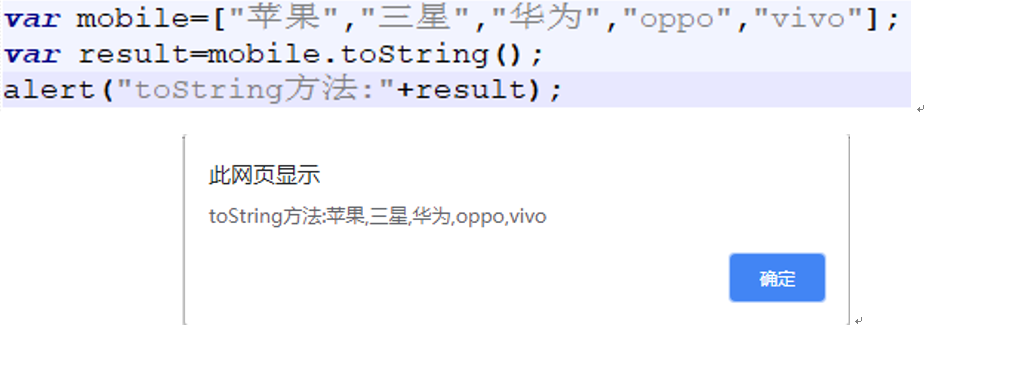 var mobile=["苹果","三星","华为","oppo","vivo"];
var result=mobile.toString();
alert("toString方法:"+result);
此网页显示
toString方法:苹果,三星,华为,oppo,vivo
确定